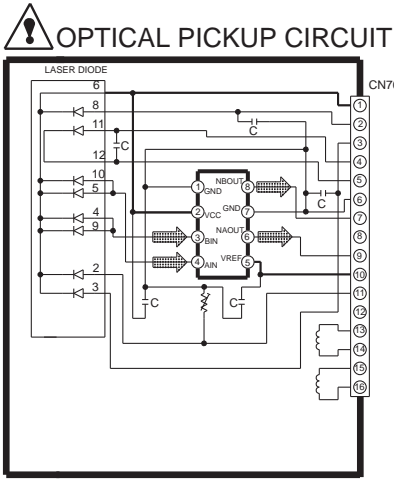 OPTICAL PICKUP CIRCUIT
LASER DIODE
6
8
11
12
10
5
4
9
2
3
C
C
C
C
C
1 GND
2 VCC
3 BIN
4 AIN
NBOUT 8
GND 7
NAOUT 6
VREF 5
1
2
3
4
5
6
7
8
9
10
11
12
13
14
15
16